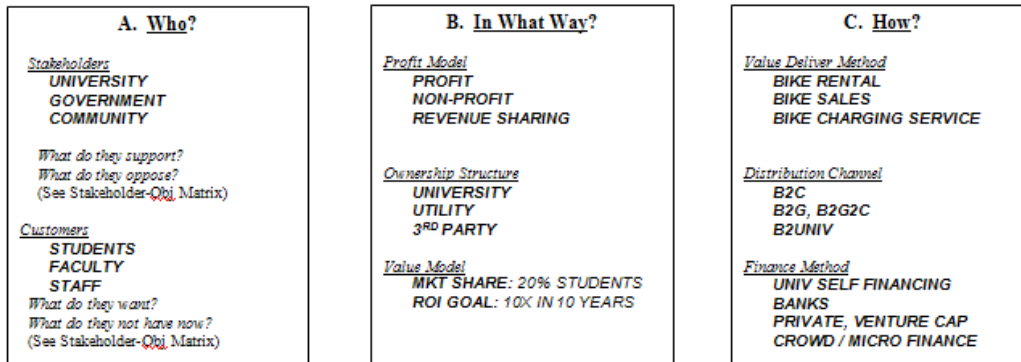 A. Who?
Stakeholders
UNIVERSITY
GOVERNMENT
COMMUNITY
What do they support?
What do they oppose?
(See Stakeholder-Obj. Matrix)
Customers
STUDENTS
FACULTY
STAFF
What do they want?
What do they not have now?
(See Stakeholder-Obj. Matrix)
B. In What Way?
Profit Model
PROFIT
NON-PROFIT
REVENUE SHARING
Ownership Structure
UNIVERSITY
UTILITY
3RD PARTY
Value Model
MKT SHARE: 20% STUDENTS
ROI GOAL: 10X IN 10 YEARS
C. How?
Value Deliver Method
BIKE RENTAL
BIKE SALES
BIKE CHARGING SERVICE
Distribution Channel
B2C
B2G, B2G2C
B2UNIV
Finance Method
UNIV SELF FINANCING
BANKS
PRIVATE, VENTURE CAP
CROWD / MICRO FINANCE